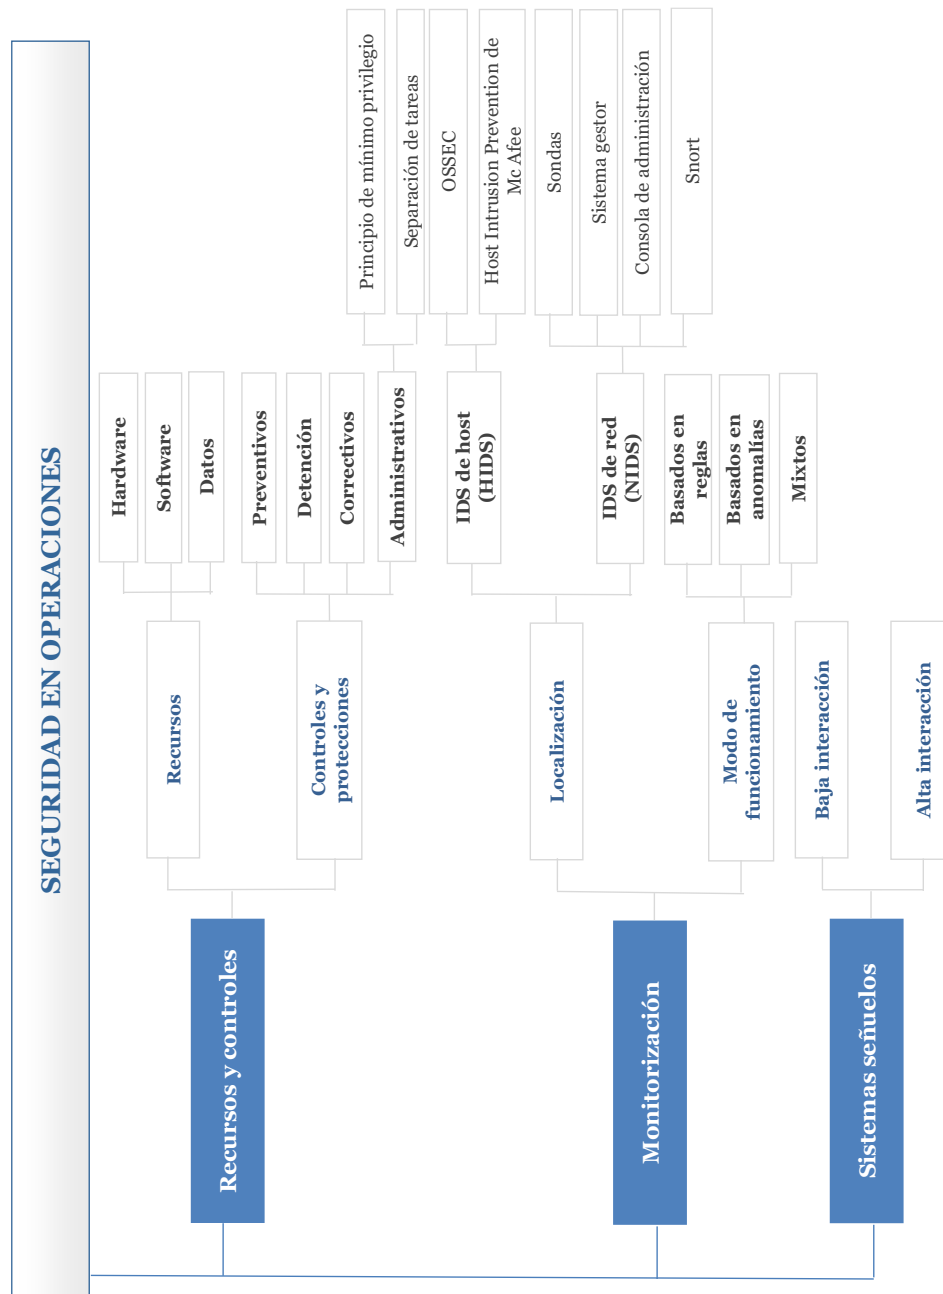 SEGURIDAD EN OPERACIONES
Recursos y controles
Recursos
Hardware
Software
Datos
Controles y
protecciones
Preventivos
Detención
Correctivos
Administrativos
Principio de mínimo privilegio
Separación de tareas
Monitorización
Localización
IDS de host
(HIDS)
OSSEC
Host Intrusion Prevention de
Mc Afee
IDS de red
(NIDS)
Sondas
Sistema gestor
Consola de administración
Snort
Modo de
funcionamiento
Basados en
reglas
Basados en
anomalías
Mixtos
Sistemas señuelos
Baja interacción
Alta interacción